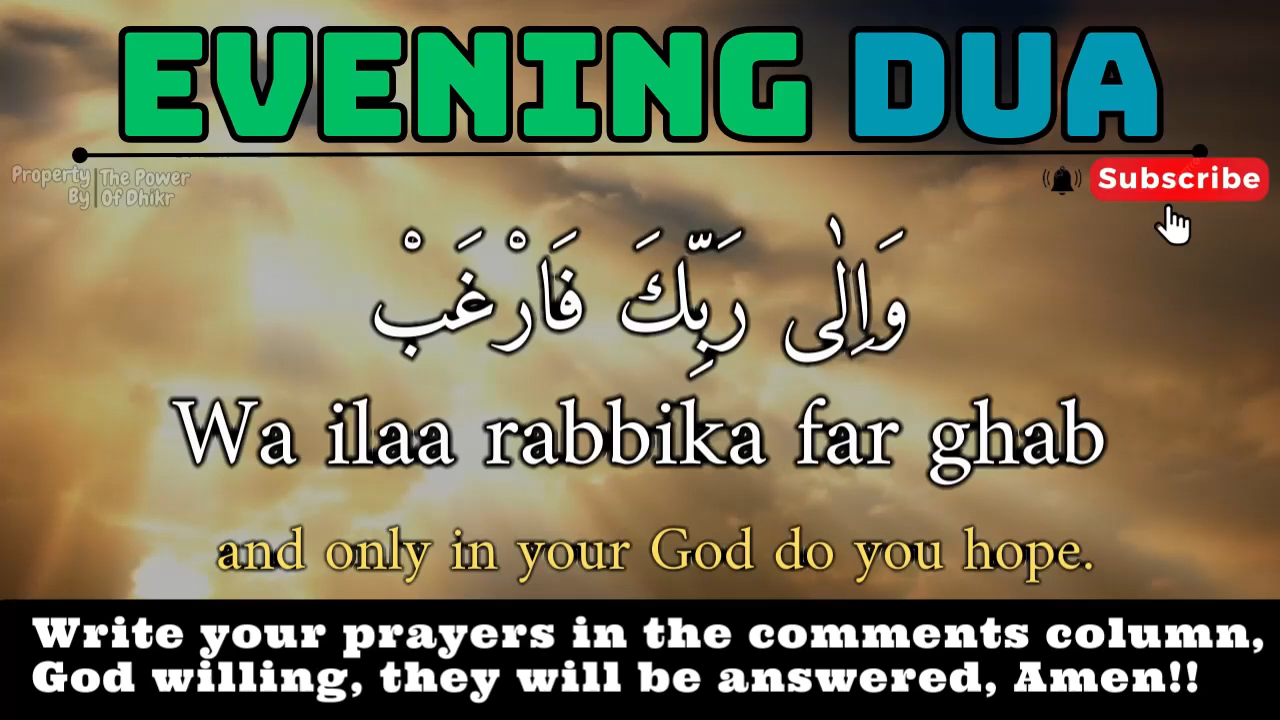 EVENING DUA
Property By
The Power Of Dhikr
Subscribe
وَاِلٰى رَبِّكَ فَارْغَبْ
Wa ilaa rabbika far ghab
and only in your God do you hope.
Write your prayers in the comments column,
God willing, they will be answered, Amen!!